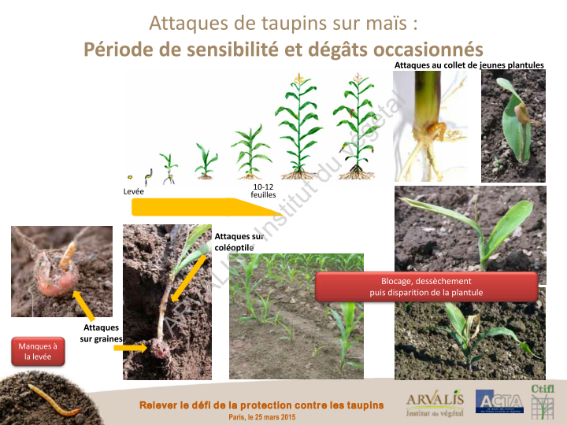 Attaques de taupins sur maïs :
Période de sensibilité et dégâts occasionnés
Attaques au collet de jeunes plantules
Levée
10-12
feuilles
Attaques sur
coléoptile
Blocage, dessèchement
puis disparition de la plantule
Attaques
sur graines
Manques à
la levée
Relever le défi de la protection contre les taupins
Paris, le 25 mars 2015
ARVALIS
Institut du végétal
ACTA
Ctifl
Institut du végétal